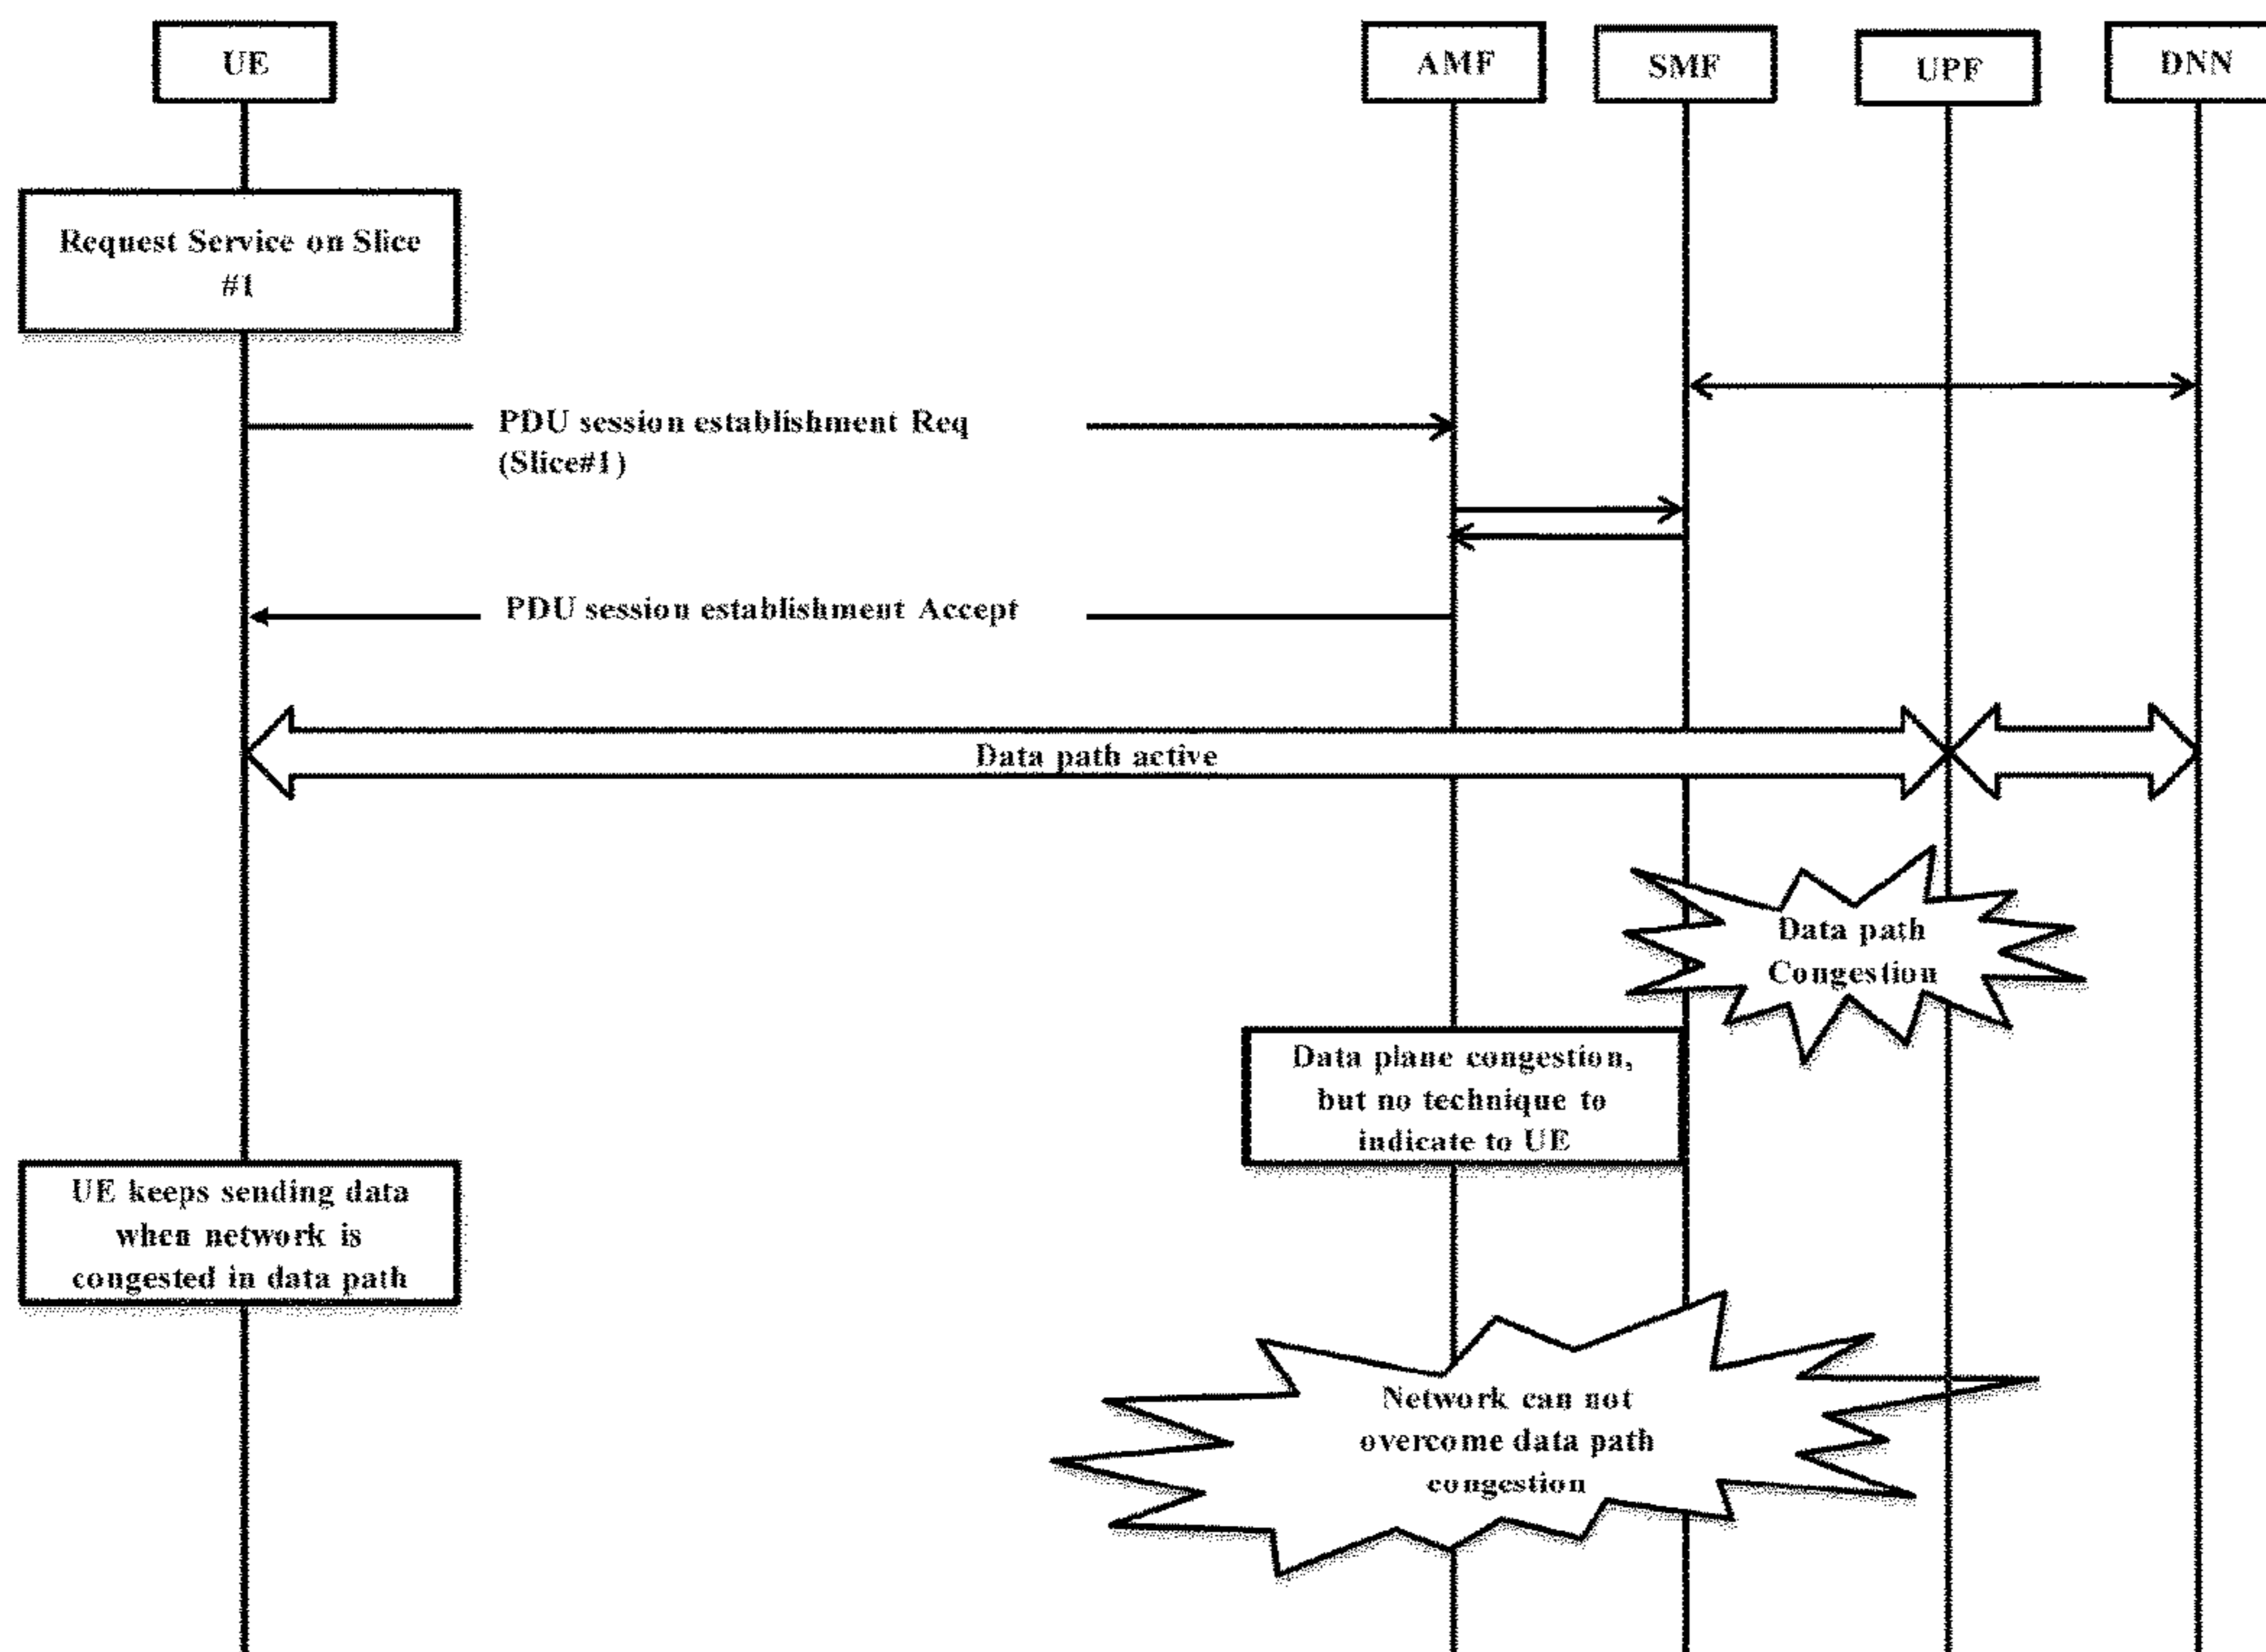 UE
AMF
SMF
UPF
DNN
Request Service on Slice
#1
PDU session establishment Req
(Slice#1)
PDU session establishment Accept
Data path active
Data path
Congestion
Data plane congestion,
but no technique to
indicate to UE
UE keeps sending data
when network is
congested in data path
Network can not
overcome data path
congestion